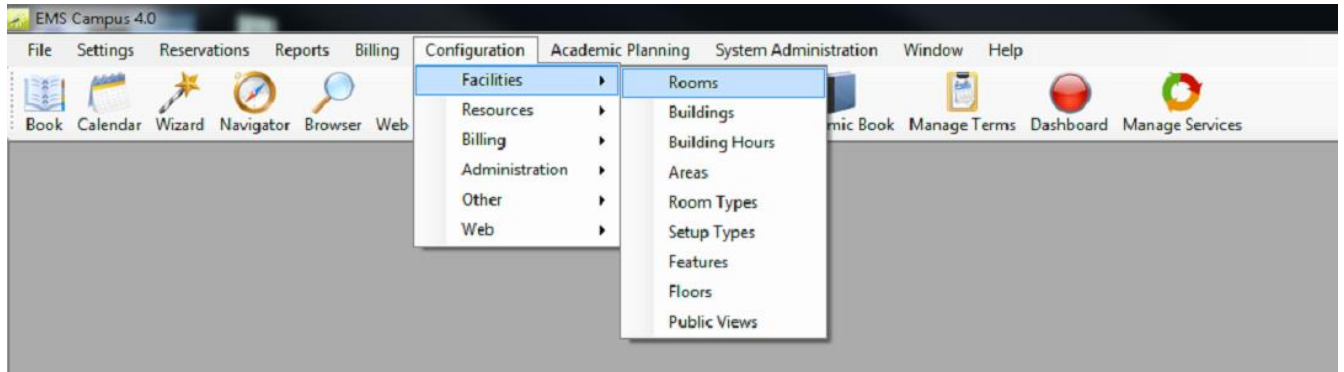 EMS Campus 4.0
File Settings Reservations Reports Billing Configuration Academic Planning System Administration Window Help
Book Calendar Wizard Navigator Browser Web Book Manage Terms Dashboard Manage Services
Facilities
Resources
Billing
Administration
Other
Web
Rooms
Buildings
Building Hours
Areas
Room Types
Setup Types
Features
Floors
Public Views